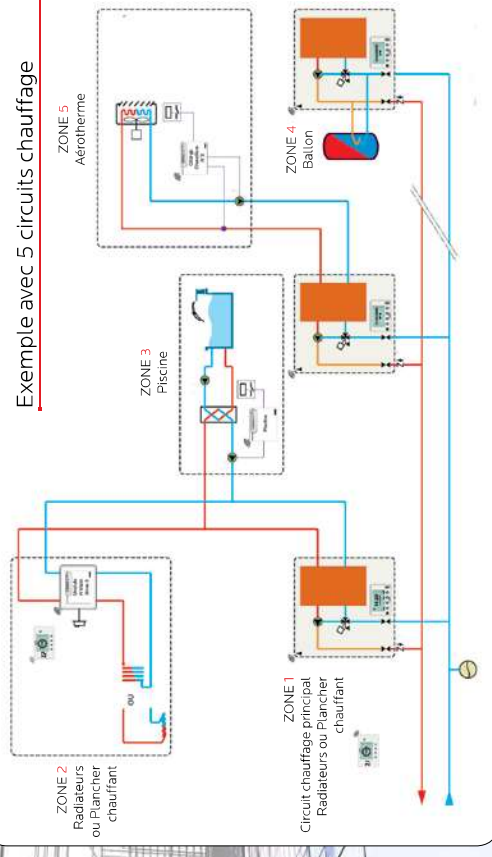 Exemple avec 5 circuits chauffage
ZONE 5
Aérotherme
ZONE 4
Ballon
ZONE 3
Piscine
ZONE 2
Radiateurs
ou Plancher
chauffant
OU
ZONE 1
Circuit chauffage principal
Radiateurs ou Plancher
chauffant
Piscine